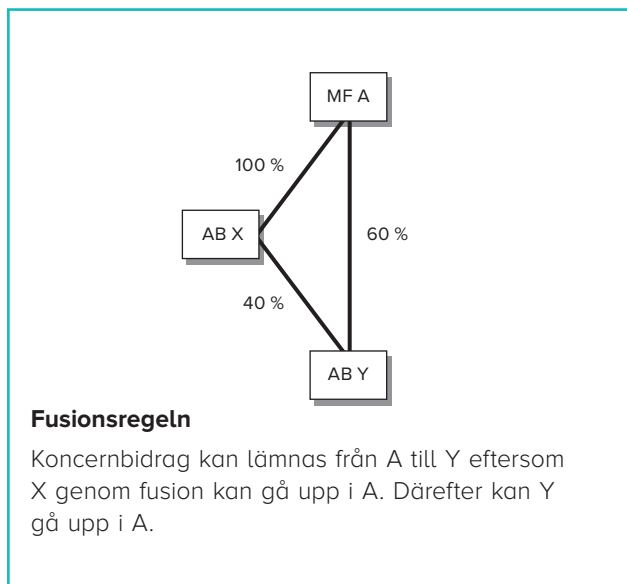 MF A
100 %
AB X
60 %
40 %
AB Y
Fusionsregeln
Koncernbidrag kan lämnas från A till Y eftersom
X genom fusion kan gå upp i A. Därefter kan Y
gå upp i A.